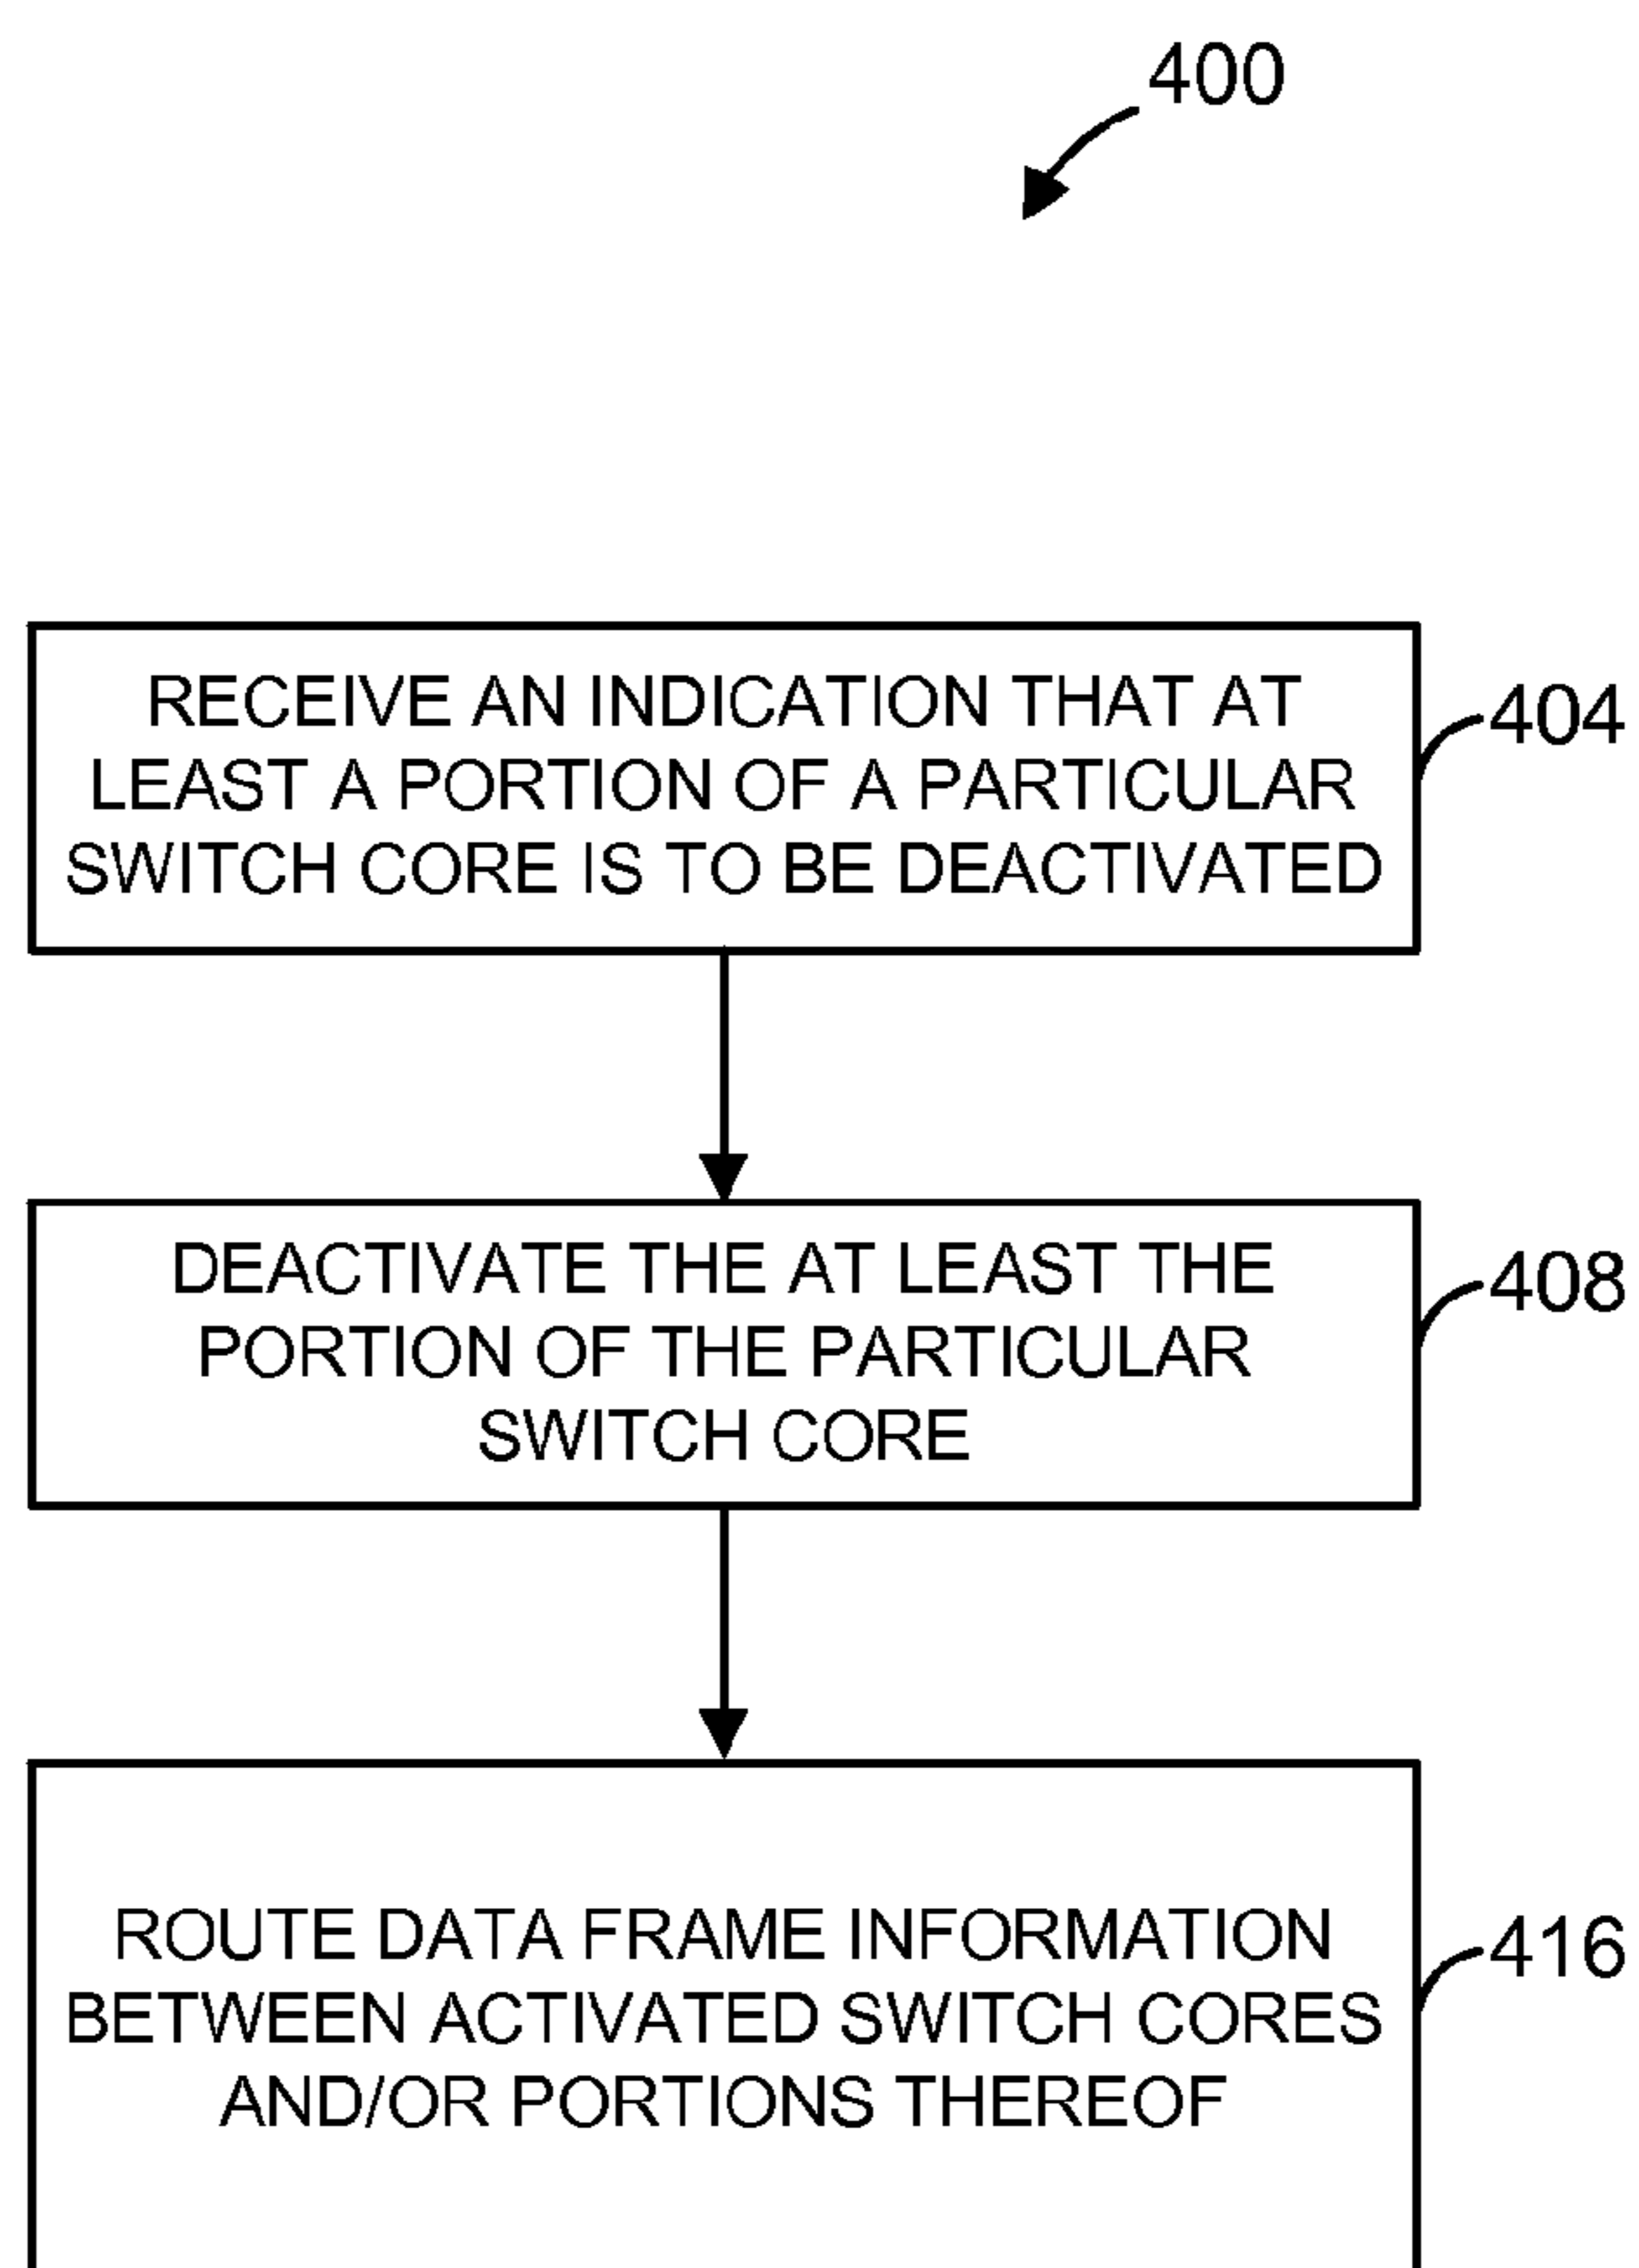 400
RECEIVE AN INDICATION THAT AT
LEAST A PORTION OF A PARTICULAR
SWITCH CORE IS TO BE DEACTIVATED
404
DEACTIVATE THE AT LEAST THE
PORTION OF THE PARTICULAR
SWITCH CORE
408
ROUTE DATA FRAME INFORMATION
BETWEEN ACTIVATED SWITCH CORES
AND/OR PORTIONS THEREOF
416